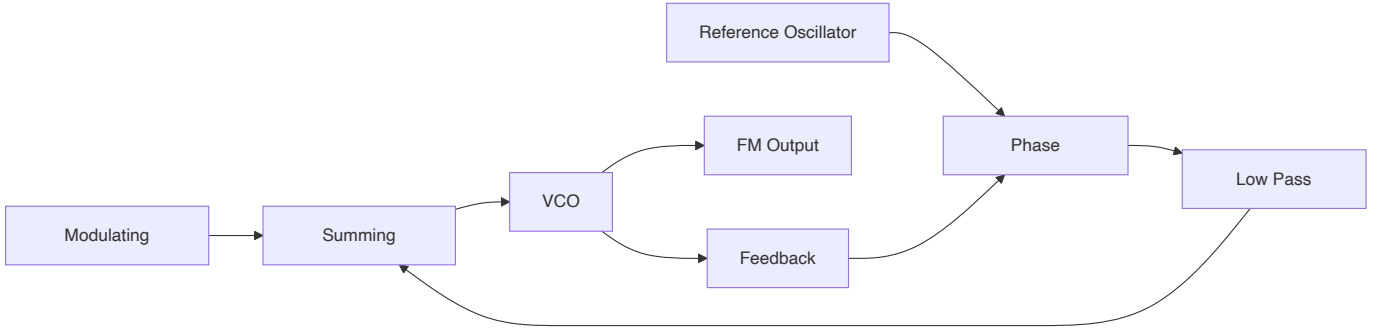 Reference Oscillator
FM Output
Phase
Low Pass
VCO
Modulating
Summing
Feedback